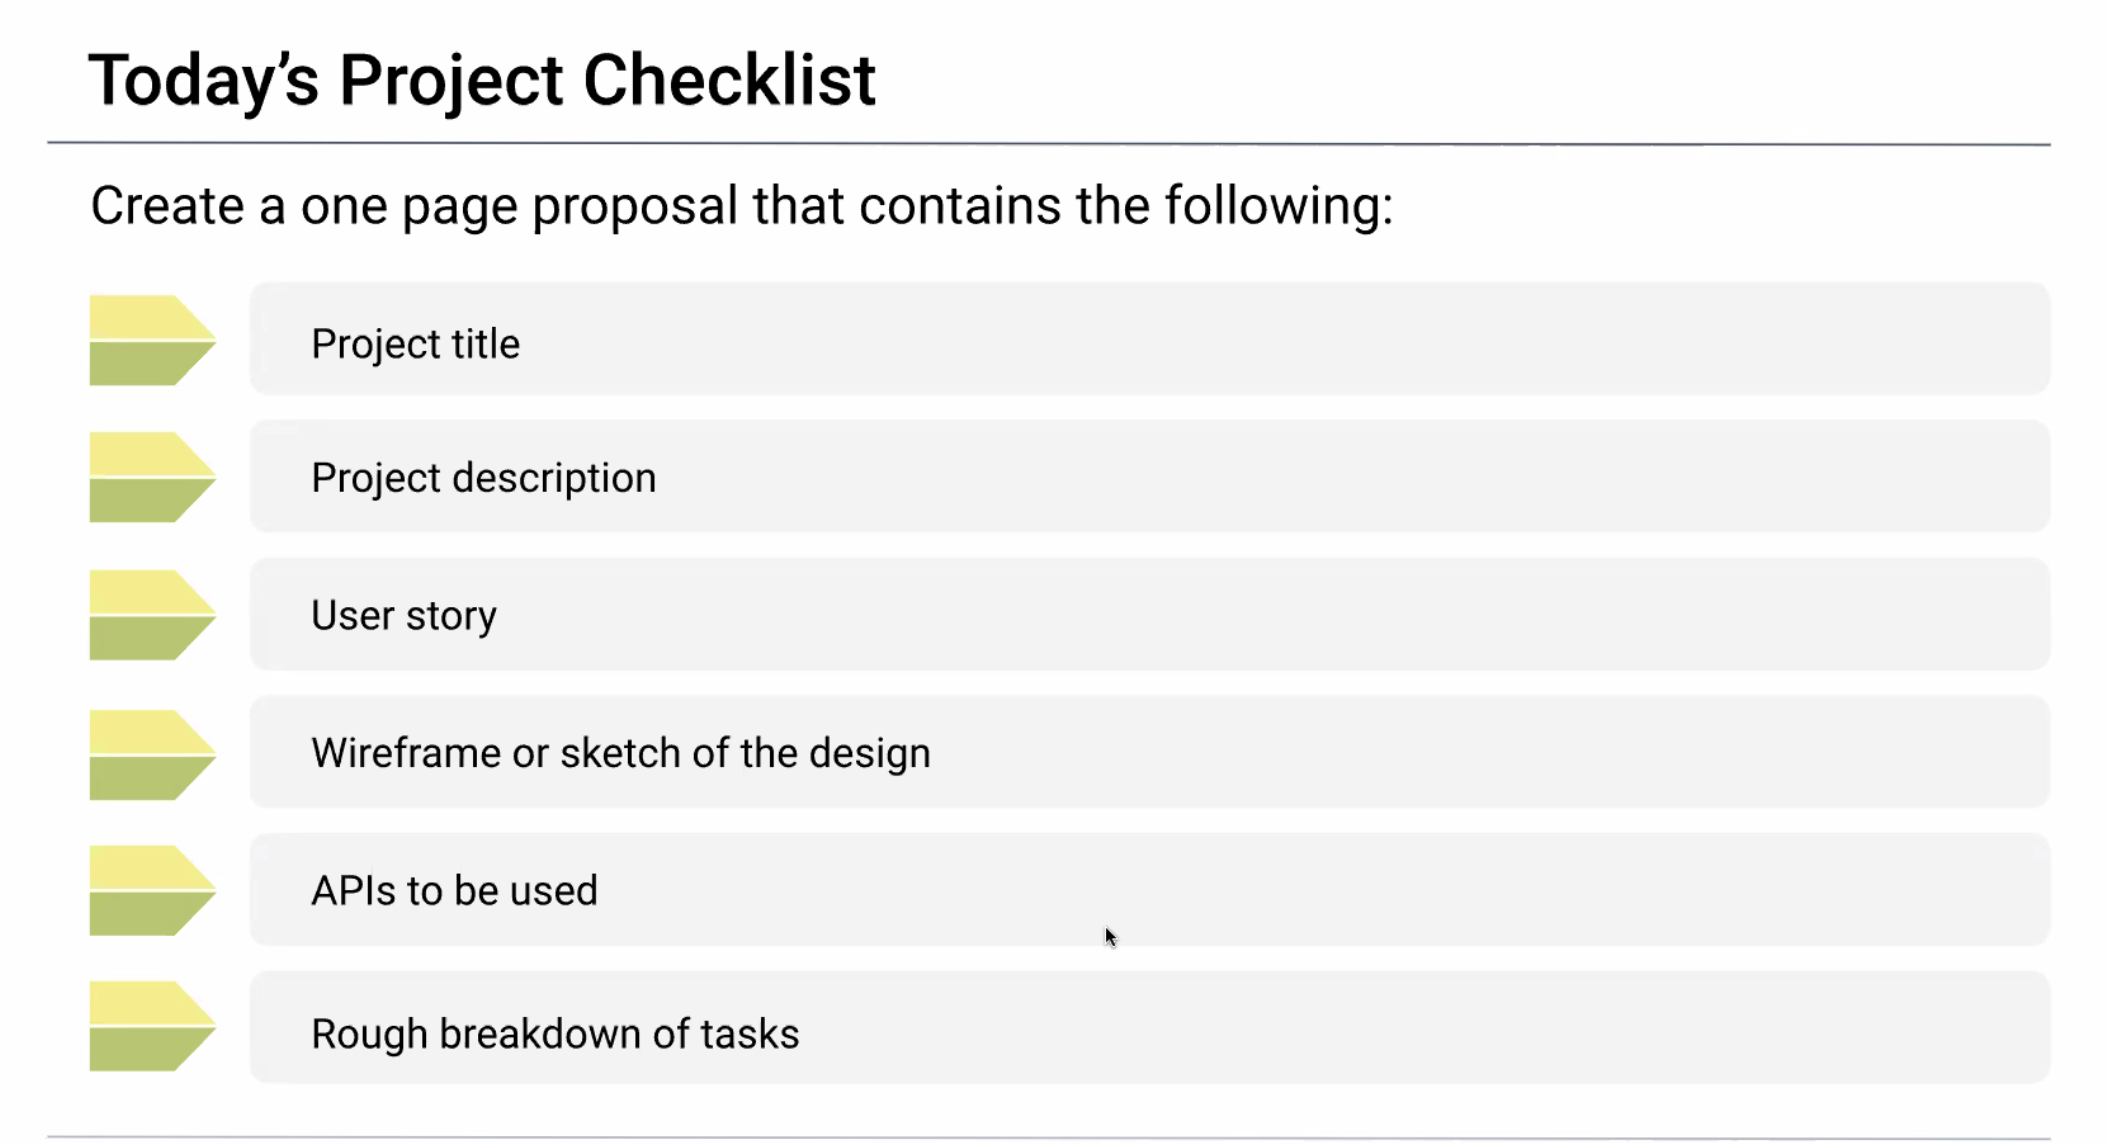 Today’s Project Checklist
Create a one page proposal that contains the following:
Project title
Project description
User story
Wireframe or sketch of the design
APIs to be used
Rough breakdown of tasks